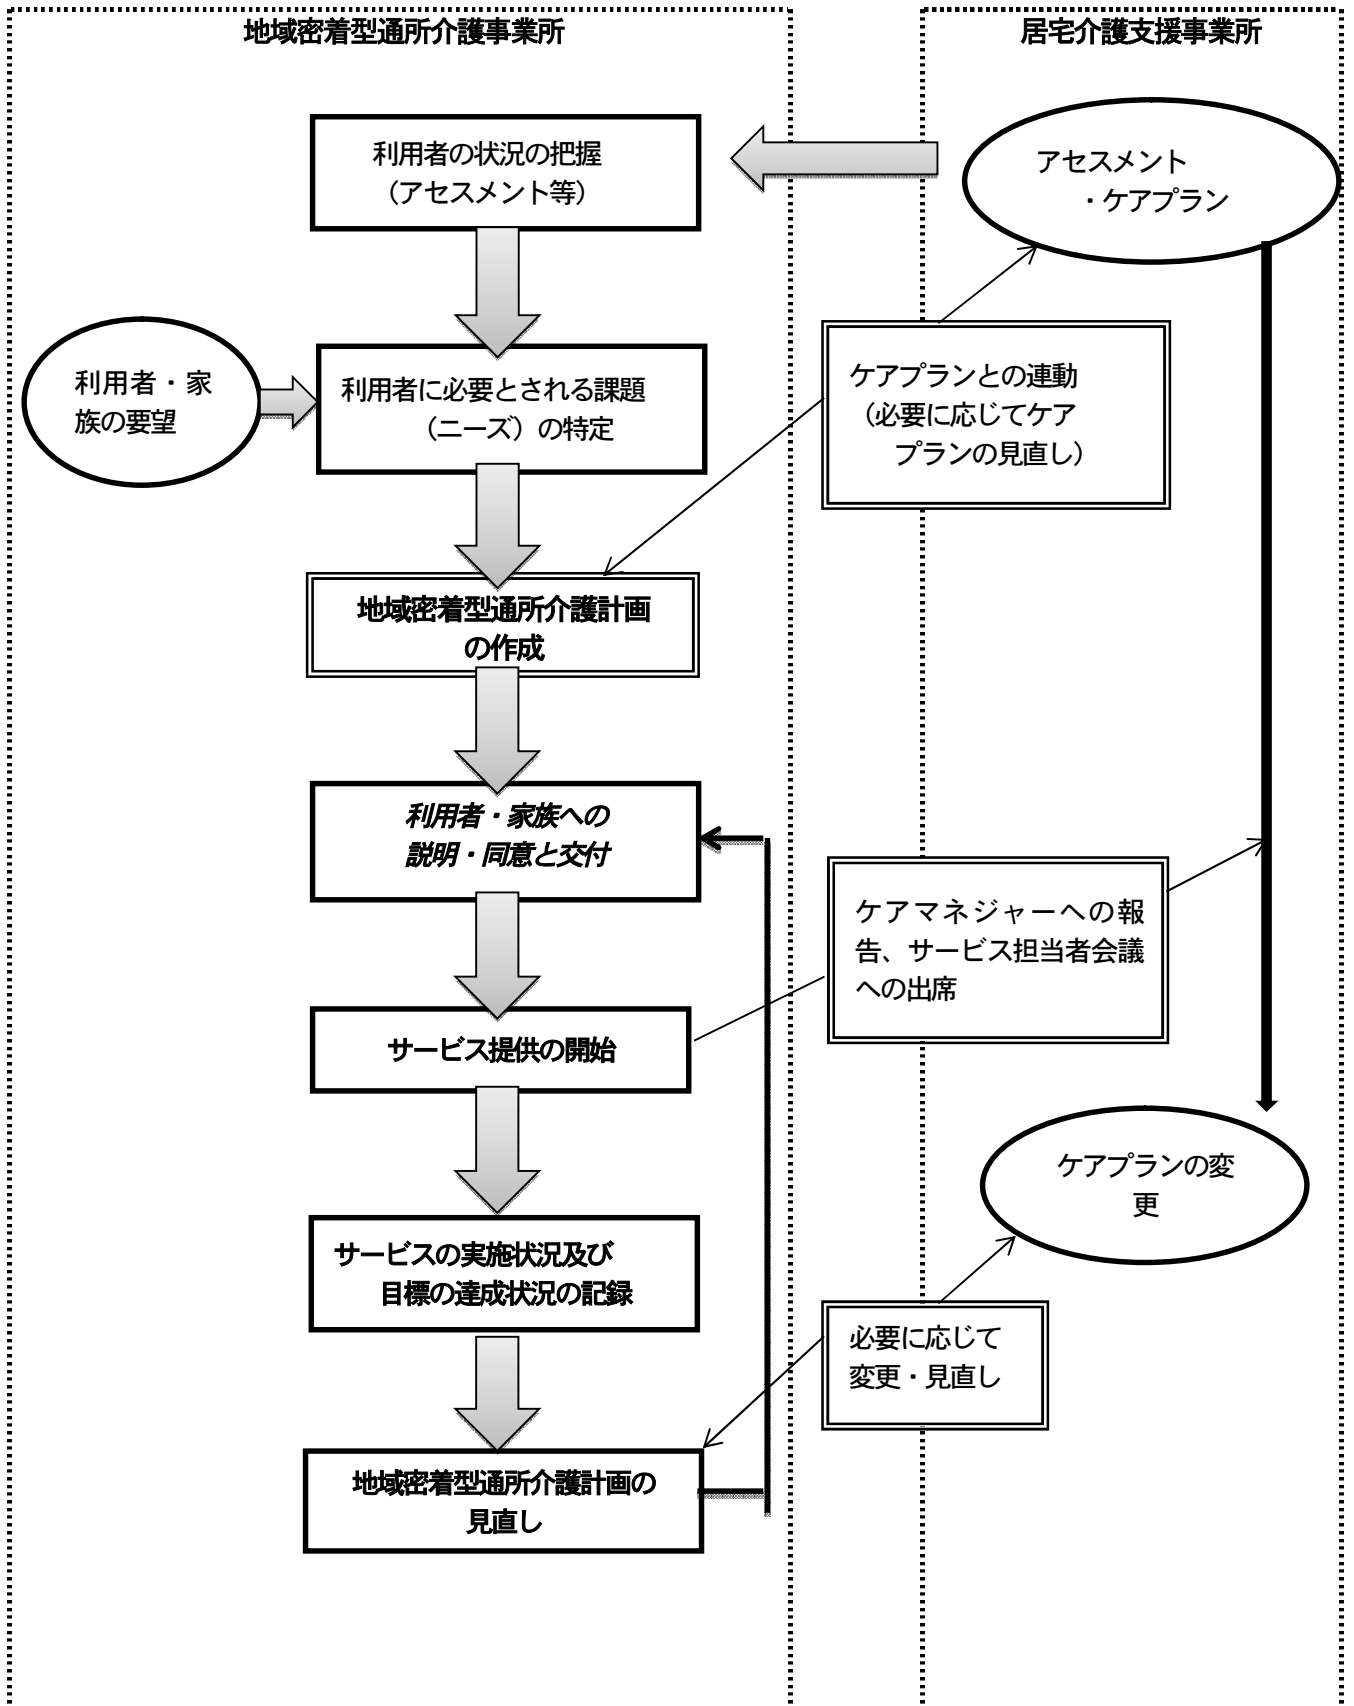 地域密着型通所介護事業所
居宅介護支援事業所
利用者の状況の把握
（アセスメント等）
アセスメント
・ケアプラン
利用者・家
族の要望
利用者に必要とされる課題
（ニーズ）の特定
ケアプランとの連動
（必要に応じてケア
プランの見直し）
地域密着型通所介護計画
の作成
利用者・家族への
説明・同意と交付
ケアマネジャーへの報
告、サービス担当者会議
への出席
サービス提供の開始
ケアプランの変
更
サービスの実施状況及び
目標の達成状況の記録
必要に応じて
変更・見直し
地域密着型通所介護計画の
見直し